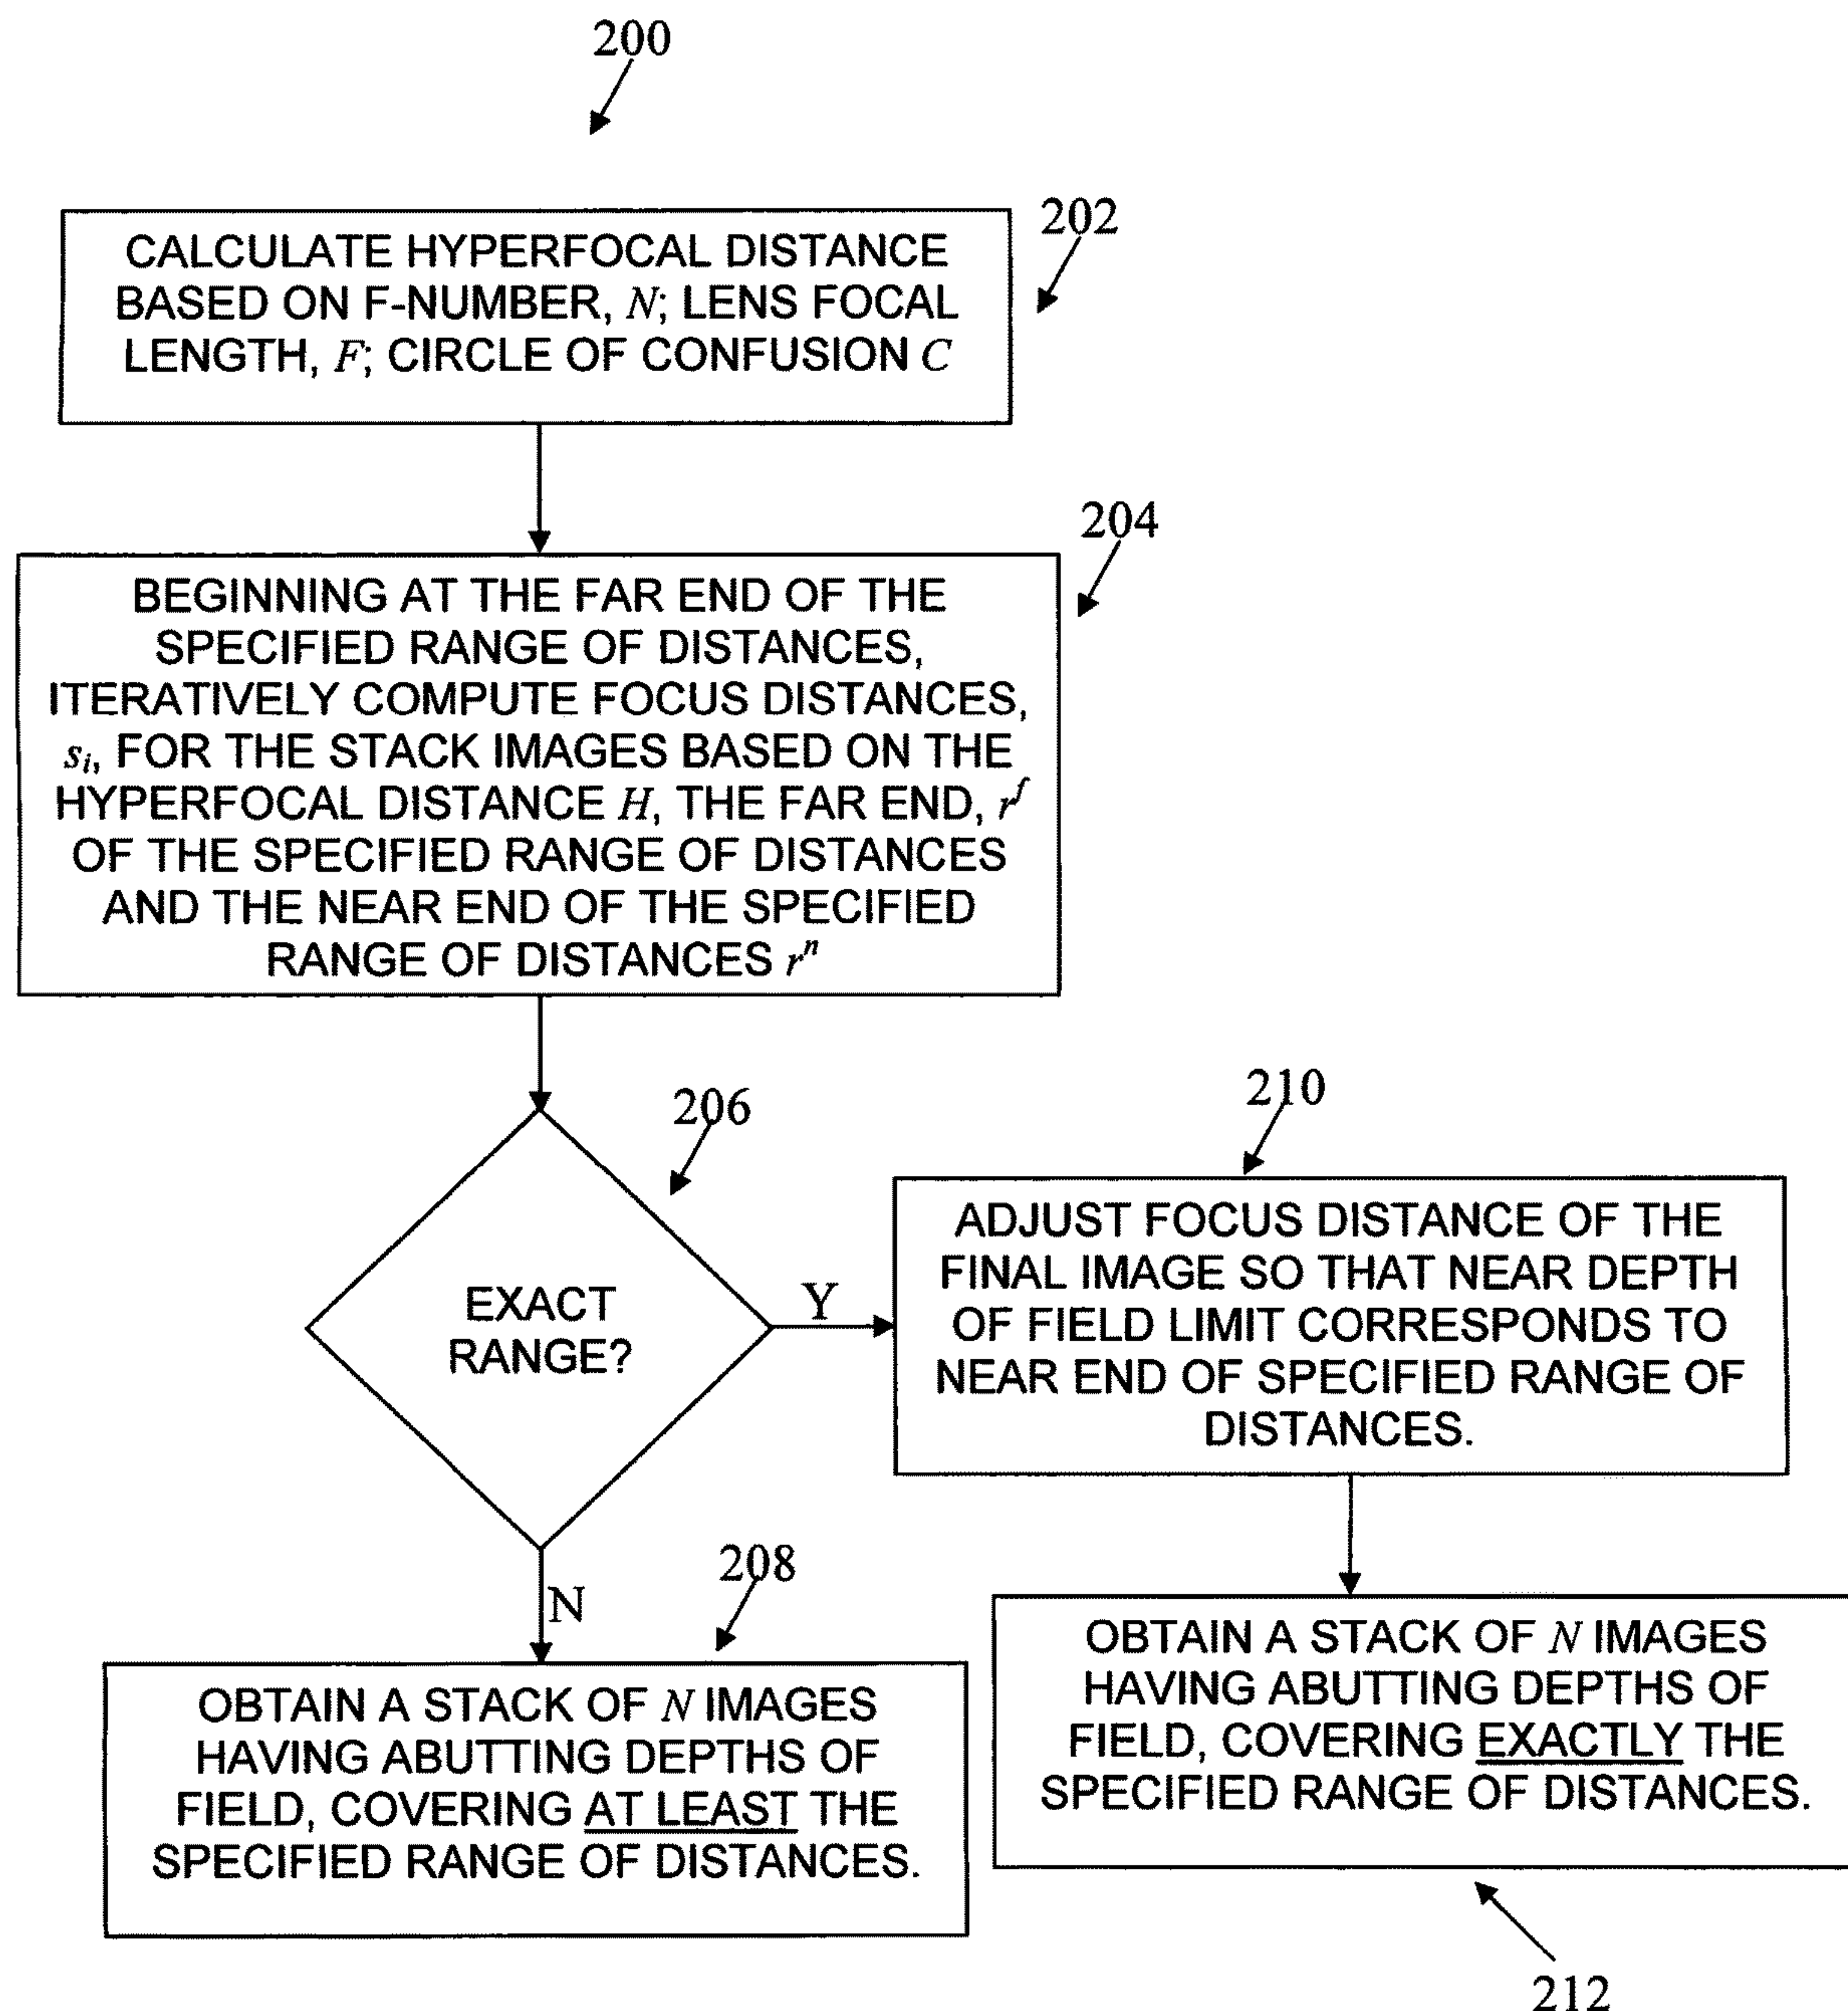 200
202
CALCULATE HYPERFOCAL DISTANCE
BASED ON F-NUMBER, N; LENS FOCAL
LENGTH, F; CIRCLE OF CONFUSION C
204
BEGINNING AT THE FAR END OF THE
SPECIFIED RANGE OF DISTANCES,
ITERATIVELY COMPUTE FOCUS DISTANCES,
sᵢ, FOR THE STACK IMAGES BASED ON THE
HYPERFOCAL DISTANCE H, THE FAR END, rᶠ
OF THE SPECIFIED RANGE OF DISTANCES
AND THE NEAR END OF THE SPECIFIED
RANGE OF DISTANCES rⁿ
206
EXACT
RANGE?
Y
210
ADJUST FOCUS DISTANCE OF THE
FINAL IMAGE SO THAT NEAR DEPTH
OF FIELD LIMIT CORRESPONDS TO
NEAR END OF SPECIFIED RANGE OF
DISTANCES.
N
208
OBTAIN A STACK OF N IMAGES
HAVING ABUTTING DEPTHS OF
FIELD, COVERING AT LEAST THE
SPECIFIED RANGE OF DISTANCES.
OBTAIN A STACK OF N IMAGES
HAVING ABUTTING DEPTHS OF
FIELD, COVERING EXACTLY THE
SPECIFIED RANGE OF DISTANCES.
212